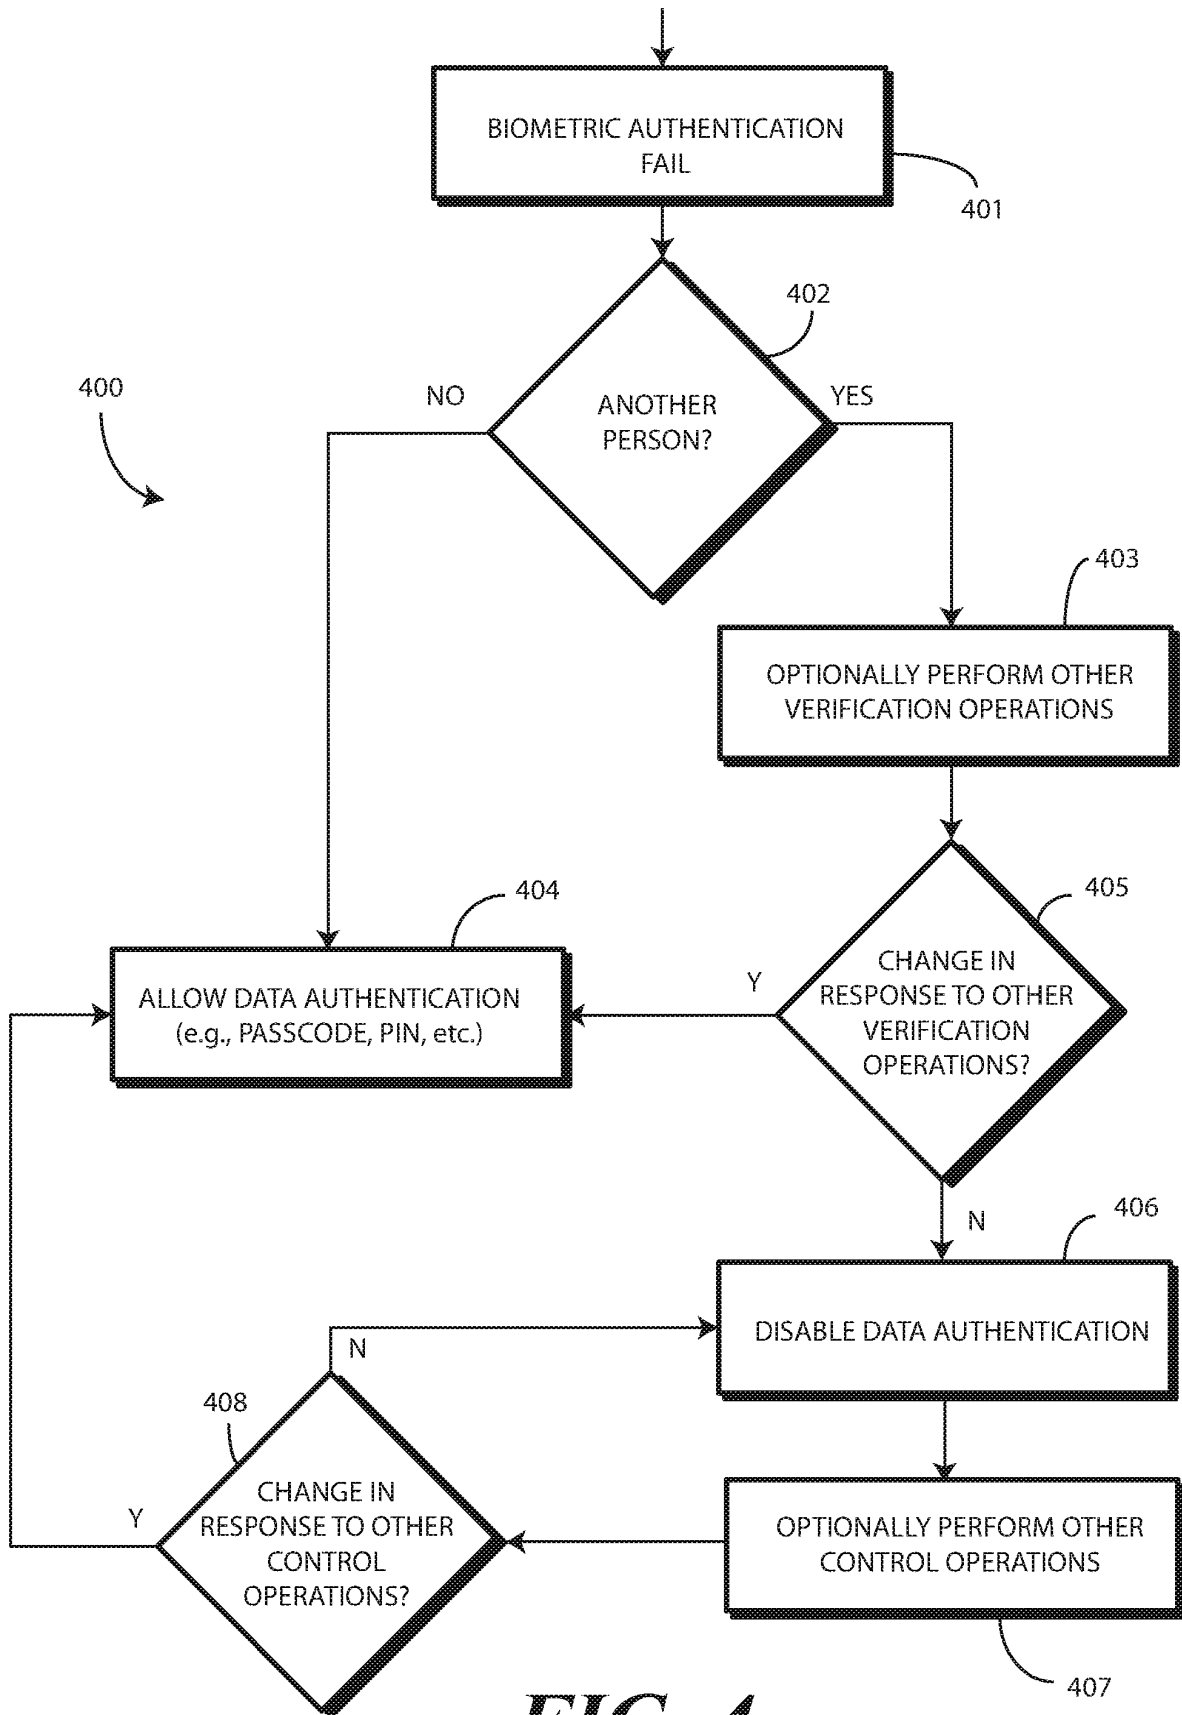 BIOMETRIC AUTHENTICATION
FAIL
401
402
400
NO
YES
ANOTHER
PERSON?
403
OPTIONALLY PERFORM OTHER
VERIFICATION OPERATIONS
404
405
ALLOW DATA AUTHENTICATION
(e.g., PASSCODE, PIN, etc.)
Y
CHANGE IN
RESPONSE TO OTHER
VERIFICATION
OPERATIONS?
N
406
DISABLE DATA AUTHENTICATION
N
408
Y
CHANGE IN
RESPONSE TO OTHER
CONTROL
OPERATIONS?
OPTIONALLY PERFORM OTHER
CONTROL OPERATIONS
407
FIG. 4